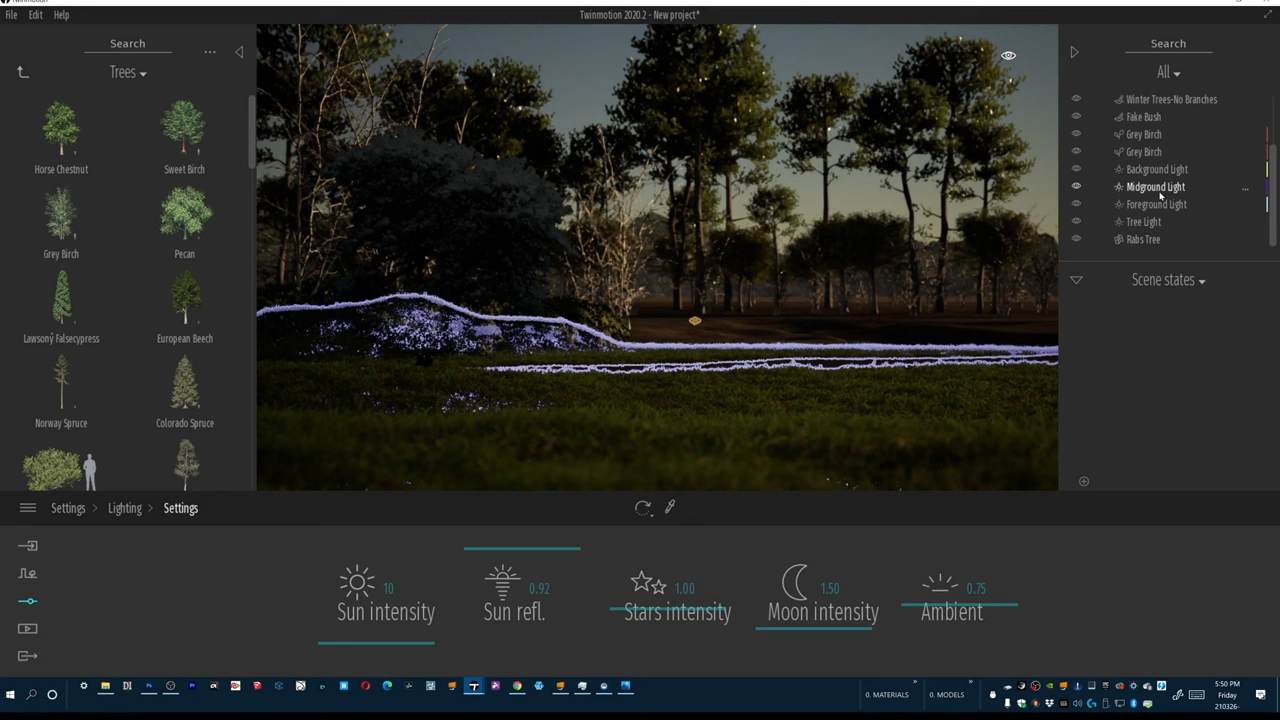 Twinmotion
File Edit Help
Twinmotion 2020.2 - New project*
Search
...
Trees
Horse Chestnut
Sweet Birch
Grey Birch
Pecan
Lawsony Falsecypress
European Beech
Norway Spruce
Colorado Spruce
Search
All
Winter Trees-No Branches
Fake Bush
Grey Birch
Grey Birch
Background Light
Midground Light ...
Foreground Light
Tree Light
Rabs Tree
Scene states
Settings > Lighting > Settings
10
Sun intensity
0.92
Sun refl.
1.00
Stars intensity
1.50
Moon intensity
0.75
Ambient
0. MATERIALS
0. MODELS
5:50 PM
Friday
210326-